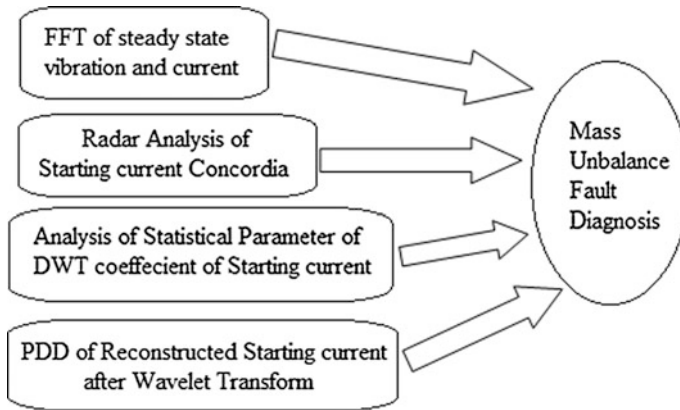 FFT of steady state
vibration and current
Radar Analysis of
Starting current Concordia
Analysis of Statistical Parameter of
DWT coeffecient of Starting current
PDD of Reconstructed Starting current
after Wavelet Transform
Mass
Unbalance
Fault
Diagnosis